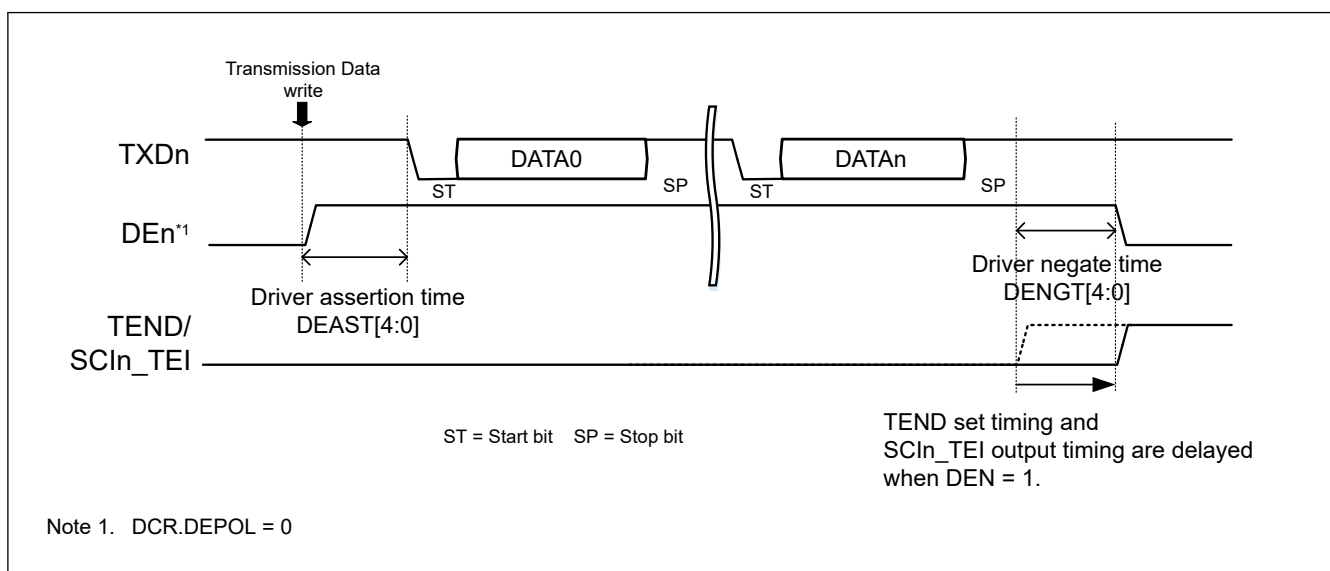 Transmission Data
write
TXDn
DATA0
DATAn
ST
SP
ST
SP
DEn*1
Driver assertion time
DEAST[4:0]
Driver negate time
DENGT[4:0]
TEND/
SCIn_TEI
ST = Start bit SP = Stop bit
TEND set timing and
SCIn_TEI output timing are delayed
when DEN = 1.
Note 1. DCR.DEPOL = 0